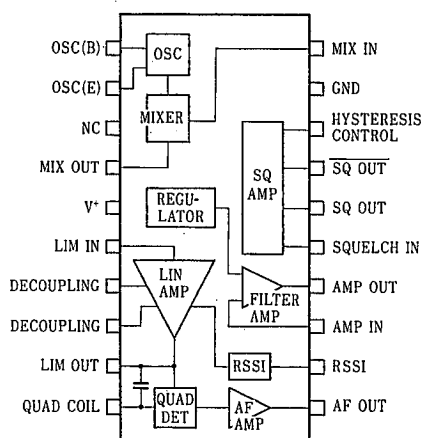 OSC(B)
OSC(E)
NC
MIX OUT
V+
LIM IN
DECOUPLING
DECOUPLING
LIM OUT
QUAD COIL
OSC
MIXER
REGU-
LATOR
LIN
AMP
QUAD
DET
SQ
AMP
FILTER
AMP
RSSI
AF
AMP
MIX IN
GND
HYSTERESIS
CONTROL
SQ OUT
SQ OUT
SQUELCH IN
AMP OUT
AMP IN
RSSI
AF OUT